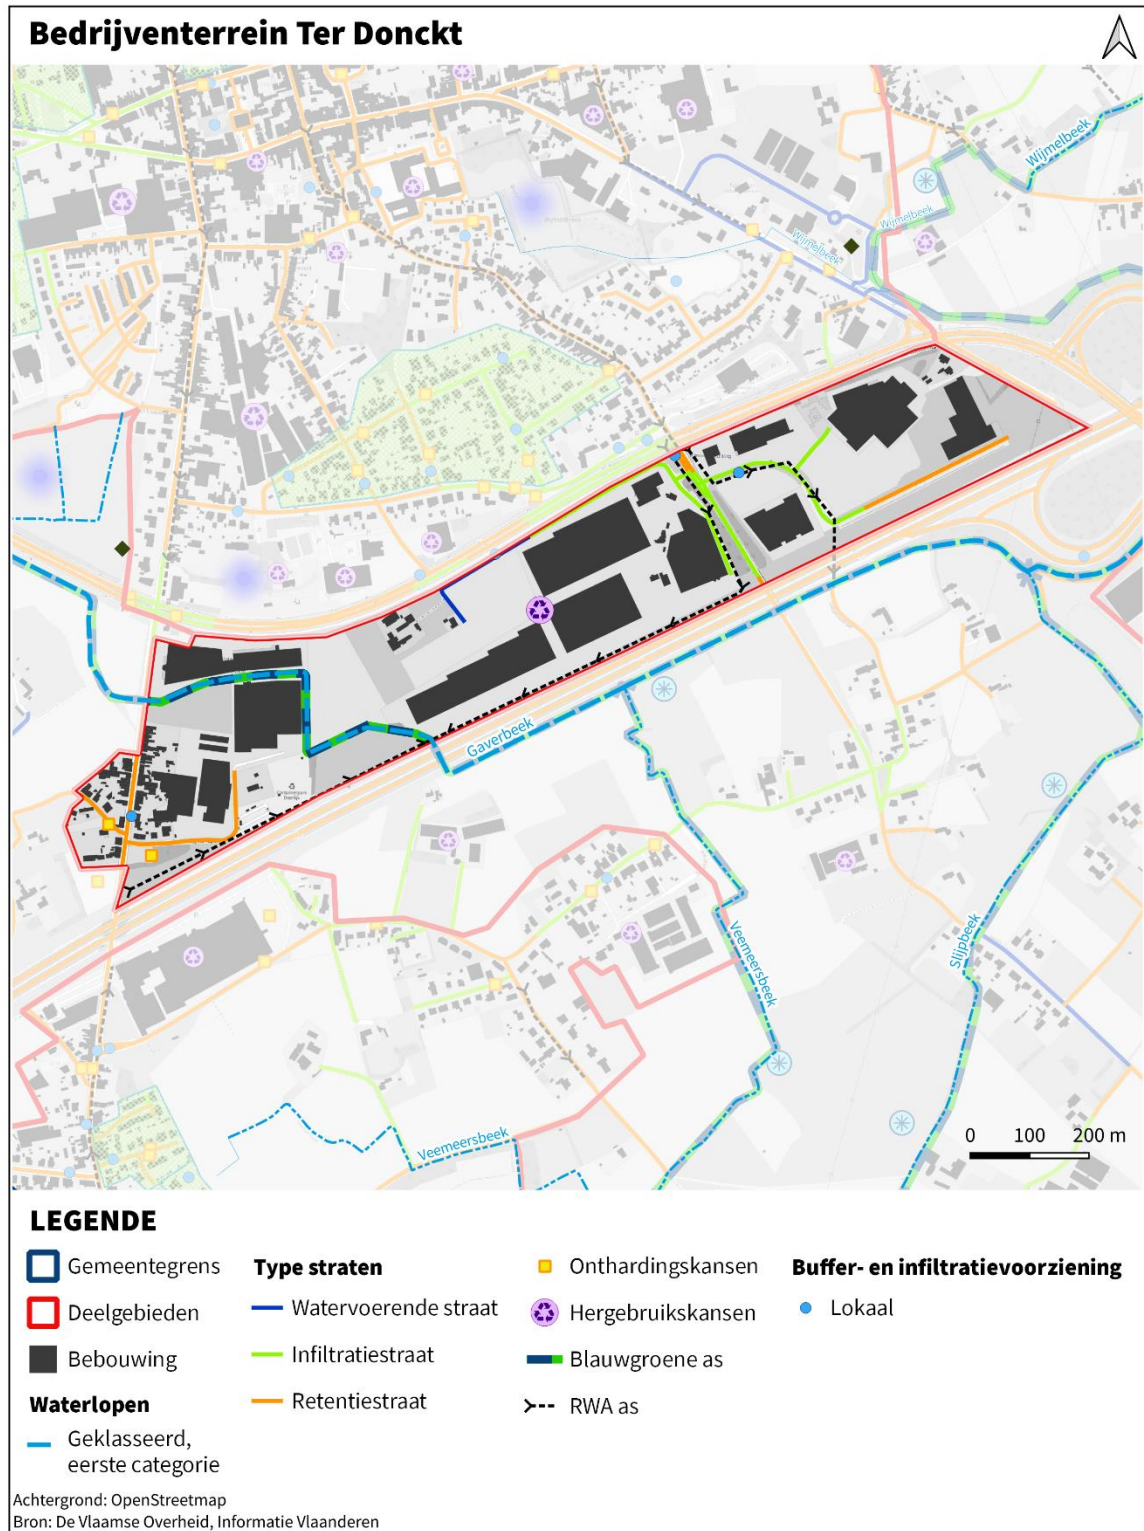 Bedrijventerrein Ter Donckt
Wijmelbeek
Wijmelbeek
Wijmelbeek
Gaverbeek
Veemeersbeek
Slijpbeek
Veemeersbeek
0 100 200 m
LEGENDE
Gemeentegrens
Deelgebieden
Bebouwing
Waterlopen
Geklasseerd,
eerste categorie
Type straten
Watervoerende straat
Infiltratiestraat
Retentiestraat
Onthardingskansen
Hergebruikskansen
Blauwgroene as
RWA as
Buffer- en infiltratievoorziening
Lokaal
Achtergrond: OpenStreetmap
Bron: De Vlaamse Overheid, Informatie Vlaanderen